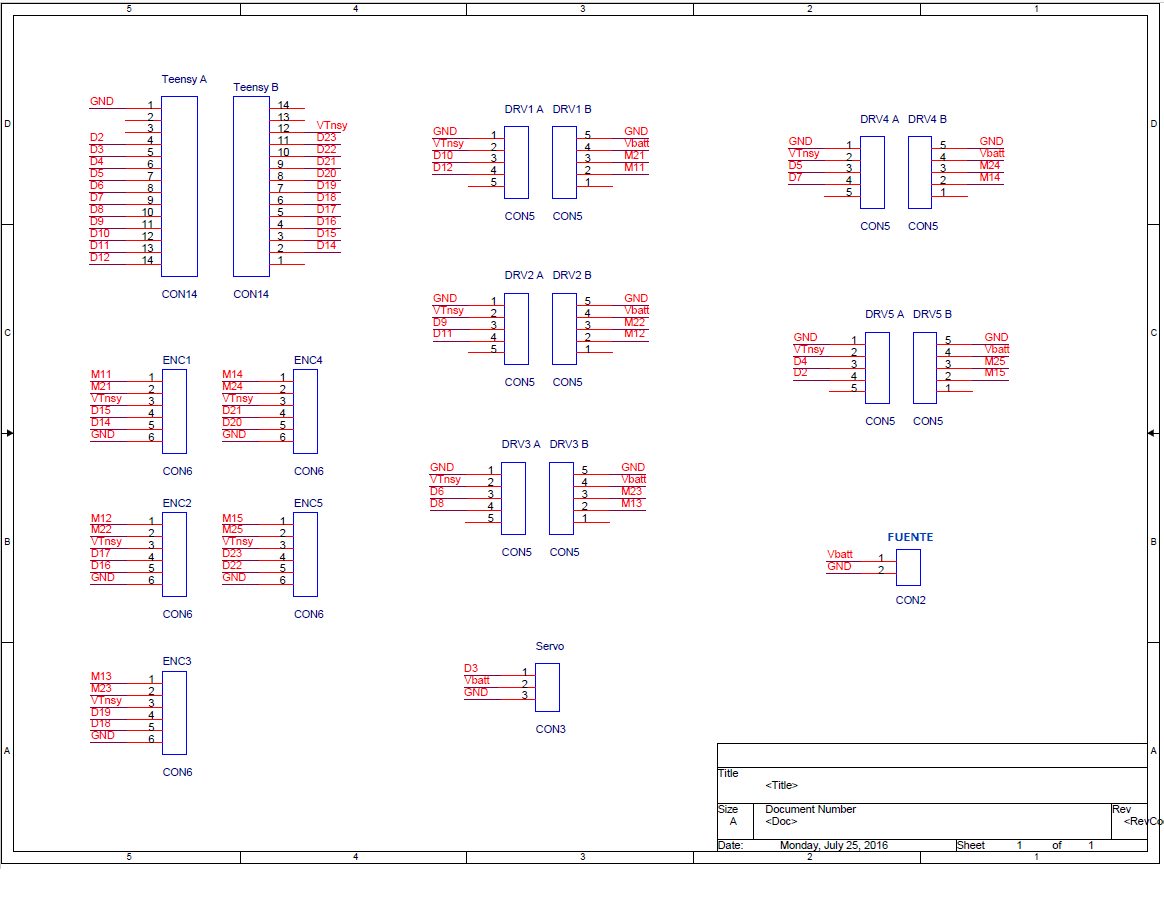 5 4 3 2 1
D
C
B
A
D
C
B
A
Teensy A
GND 1
2
3
D2 4
D3 5
D4 6
D5 7
D6 8
D7 9
D8 10
D9 11
D10 12
D11 13
D12 14
CON14
Teensy B
14
13
12 VTnsy
11 D23
10 D22
9 D21
8 D20
7 D19
6 D18
5 D17
4 D16
3 D15
2 D14
1
CON14
DRV1 A DRV1 B
GND 1 5 GND
VTnsy 2 4 Vbatt
D10 3 3 M21
D12 4 2 M11
5 1
CON5 CON5
DRV4 A DRV4 B
GND 1 5 GND
VTnsy 2 4 Vbatt
D5 3 3 M24
D7 4 2 M14
5 1
CON5 CON5
DRV2 A DRV2 B
GND 1 5 GND
VTnsy 2 4 Vbatt
D9 3 3 M22
D11 4 2 M12
5 1
CON5 CON5
DRV5 A DRV5 B
GND 1 5 GND
VTnsy 2 4 Vbatt
D4 3 3 M25
D2 4 2 M15
5 1
CON5 CON5
ENC1
M11 1
M21 2
VTnsy 3
D15 4
D14 5
GND 6
CON6
ENC4
M14 1
M24 2
VTnsy 3
D21 4
D20 5
GND 6
CON6
DRV3 A DRV3 B
GND 1 5 GND
VTnsy 2 4 Vbatt
D6 3 3 M23
D8 4 2 M13
5 1
CON5 CON5
ENC2
M12 1
M22 2
VTnsy 3
D17 4
D16 5
GND 6
CON6
ENC5
M15 1
M25 2
VTnsy 3
D23 4
D22 5
GND 6
CON6
FUENTE
Vbatt 1
GND 2
CON2
ENC3
M13 1
M23 2
VTnsy 3
D19 4
D18 5
GND 6
CON6
Servo
D3 1
Vbatt 2
GND 3
CON3
Title
<Title>
Size Document Number Rev
A <Doc> <RevCo
Date: Monday, July 25, 2016 Sheet 1 of 1
5 4 3 2 1